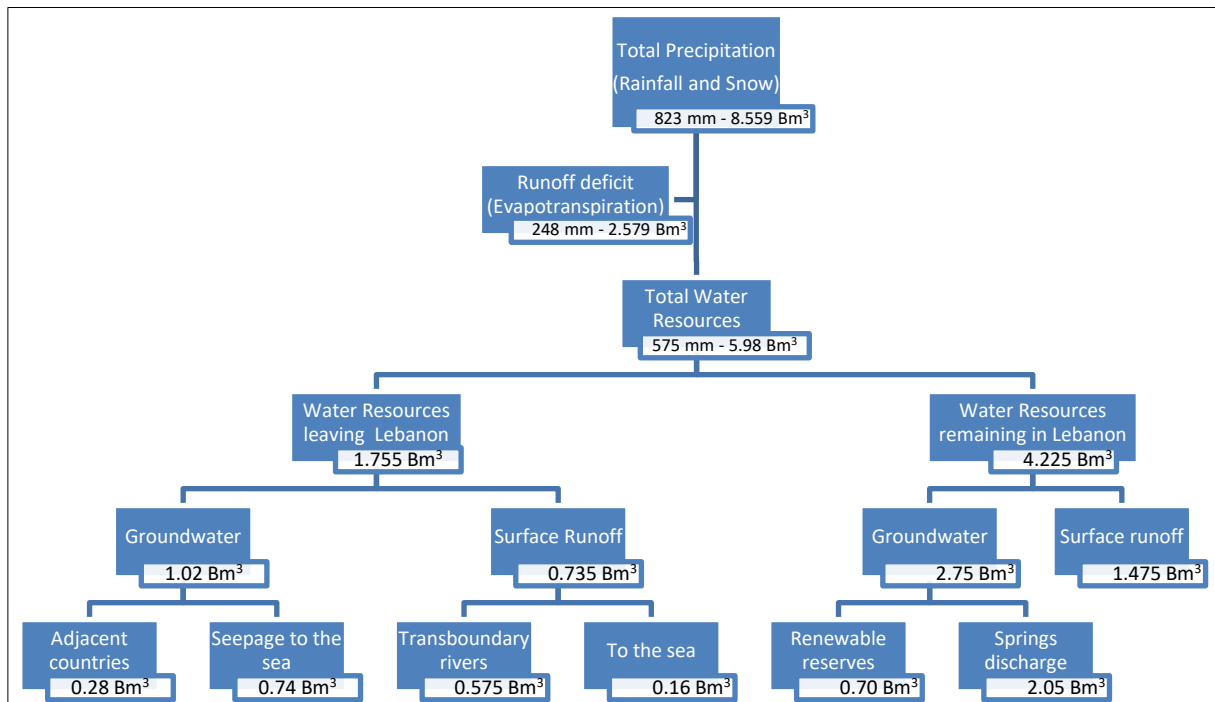 Total Precipitation
(Rainfall and Snow)
823 mm - 8.559 Bm³
Runoff deficit
(Evapotranspiration)
248 mm - 2.579 Bm³
Total Water
Resources
575 mm - 5.98 Bm³
Water Resources
leaving Lebanon
1.755 Bm³
Water Resources
remaining in Lebanon
4.225 Bm³
Groundwater
1.02 Bm³
Surface Runoff
0.735 Bm³
Groundwater
2.75 Bm³
Surface runoff
1.475 Bm³
Adjacent
countries
0.28 Bm³
Seepage to the
sea
0.74 Bm³
Transboundary
rivers
0.575 Bm³
To the sea
0.16 Bm³
Renewable
reserves
0.70 Bm³
Springs
discharge
2.05 Bm³